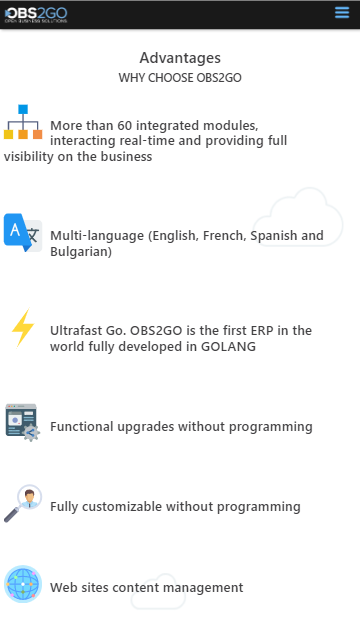 OBS2GO
OPEN BUSINESS SOLUTIONS
Advantages
WHY CHOOSE OBS2GO
More than 60 integrated modules,
interacting real-time and providing full
visibility on the business
A 文
Multi-language (English, French, Spanish and
Bulgarian)
Ultrafast Go. OBS2GO is the first ERP in the
world fully developed in GOLANG
Functional upgrades without programming
Fully customizable without programming
Web sites content management